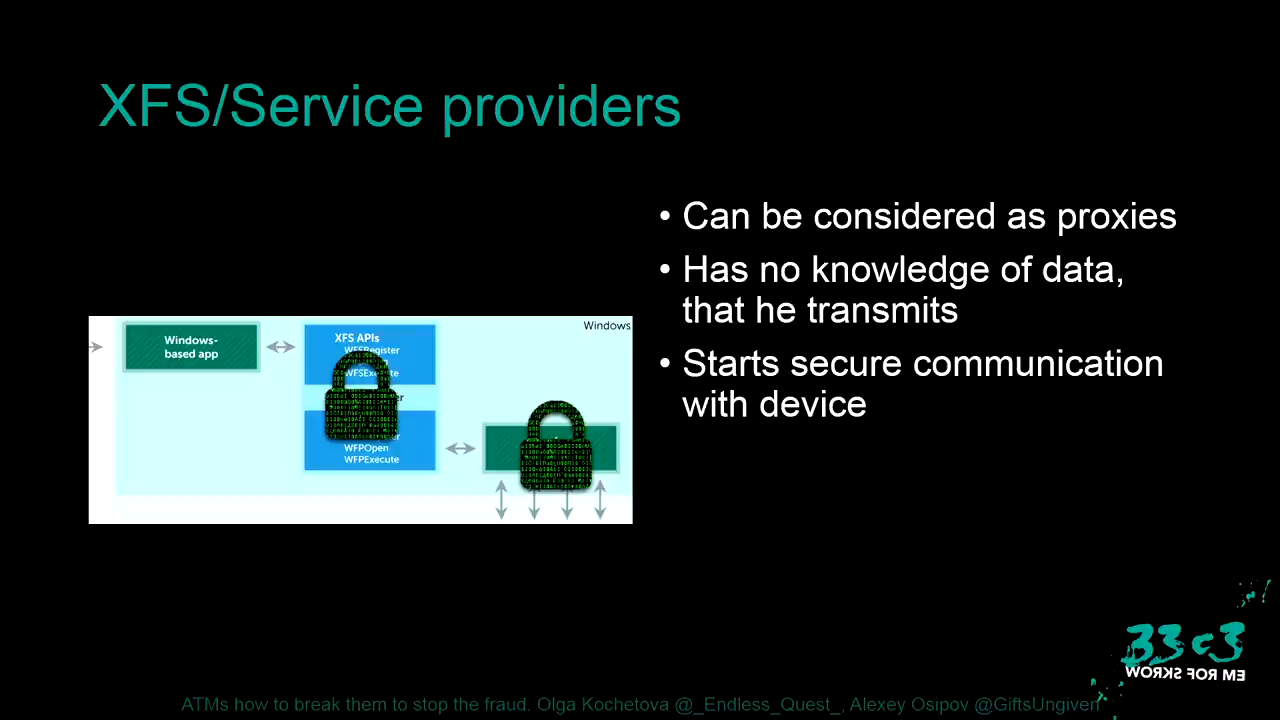 XFS/Service providers
• Can be considered as proxies
• Has no knowledge of data,
that he transmits
• Starts secure communication
with device
Windows
Windows-
based app
XFS APIs
WFPOpen
WFPExecute
33c3
WORKS FOR ME
ATMs how to break them to stop the fraud. Olga Kochetova @_Endless_Quest_, Alexey Osipov @GiftsUngiven